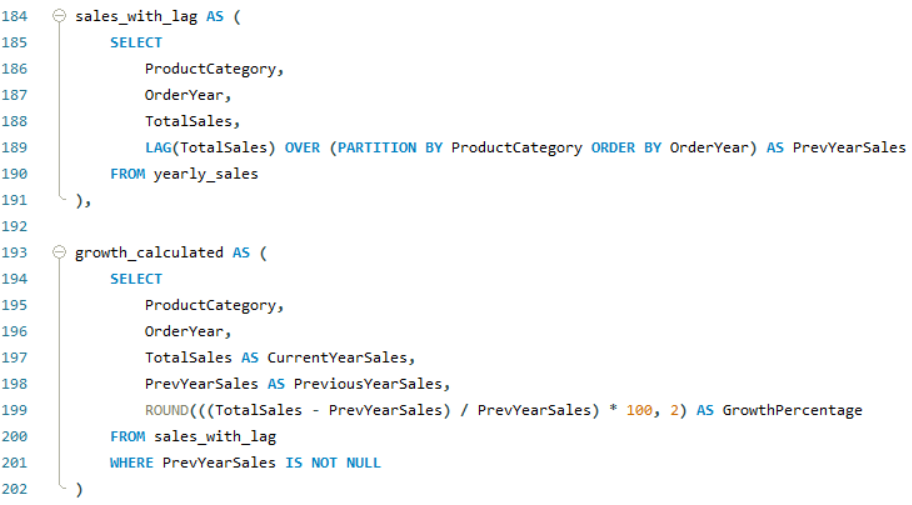 184 sales_with_lag AS (
185 SELECT
186 ProductCategory,
187 OrderYear,
188 TotalSales,
189 LAG(TotalSales) OVER (PARTITION BY ProductCategory ORDER BY OrderYear) AS PrevYearSales
190 FROM yearly_sales
191 ),
192
193 growth_calculated AS (
194 SELECT
195 ProductCategory,
196 OrderYear,
197 TotalSales AS CurrentYearSales,
198 PrevYearSales AS PreviousYearSales,
199 ROUND(((TotalSales - PrevYearSales) / PrevYearSales) * 100, 2) AS GrowthPercentage
200 FROM sales_with_lag
201 WHERE PrevYearSales IS NOT NULL
202 )